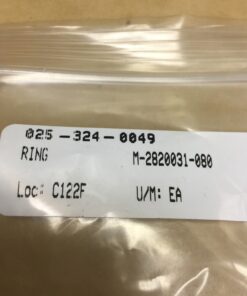 025-324-0049
RING M-2820031-080
Loc: C122F U/M: EA